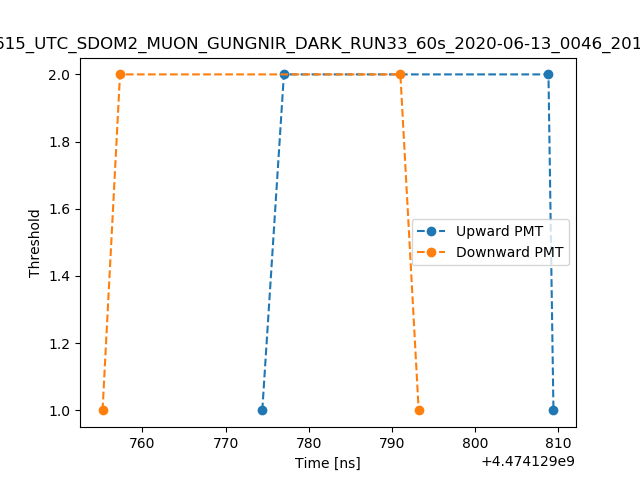 615_UTC_SDOM2_MUON_GUNGNIR_DARK_RUN33_60s_2020-06-13_0046_201
2.0
1.8
1.6
1.4
1.2
1.0
Threshold
Upward PMT
Downward PMT
760 770 780 790 800 810
Time [ns]
+4.474129e9